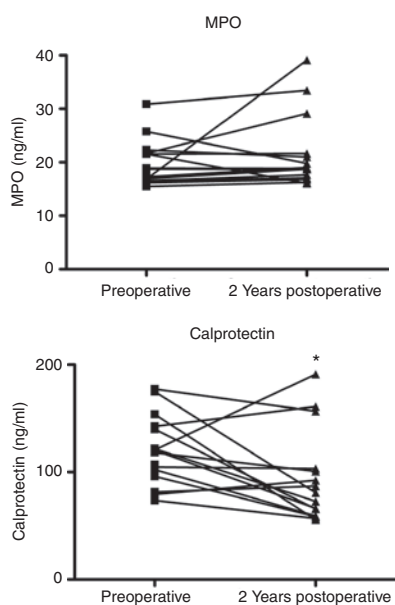 MPO
40
30
20
10
0
MPO (ng/ml)
Preoperative
2 Years postoperative
Calprotectin
*
200
100
0
Calprotectin (ng/ml)
Preoperative
2 Years postoperative